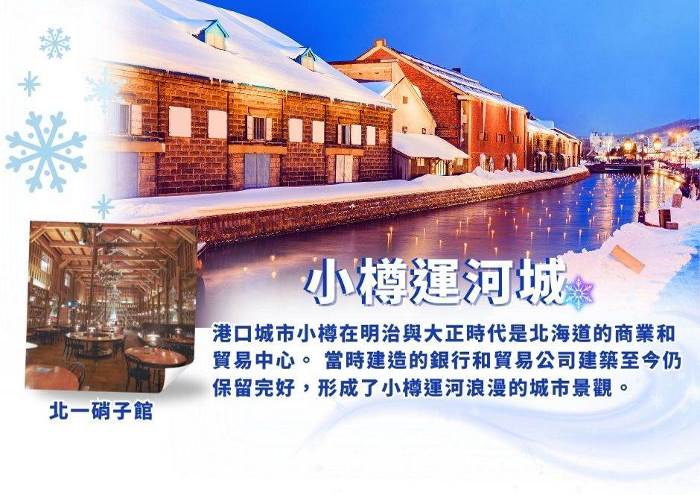 小樽運河城
港口城市小樽在明治與大正時代是北海道的商業和
貿易中心。 當時建造的銀行和貿易公司建築至今仍
保留完好，形成了小樽運河浪漫的城市景觀。
北一硝子館